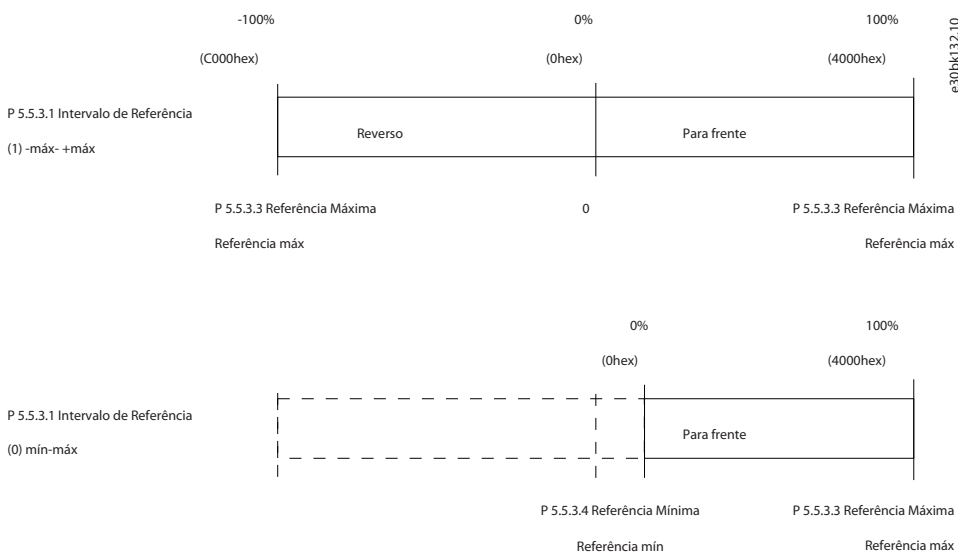 -100% 0% 100%
(C000hex) (0hex) (4000hex)
e30bk132.10
P 5.5.3.1 Intervalo de Referência
(1) -máx- +máx
Reverso Para frente
P 5.5.3.3 Referência Máxima 0 P 5.5.3.3 Referência Máxima
Referência máx Referência máx
0% 100%
(0hex) (4000hex)
P 5.5.3.1 Intervalo de Referência
(0) mín-máx
Para frente
P 5.5.3.4 Referência Mínima P 5.5.3.3 Referência Máxima
Referência mín Referência máx